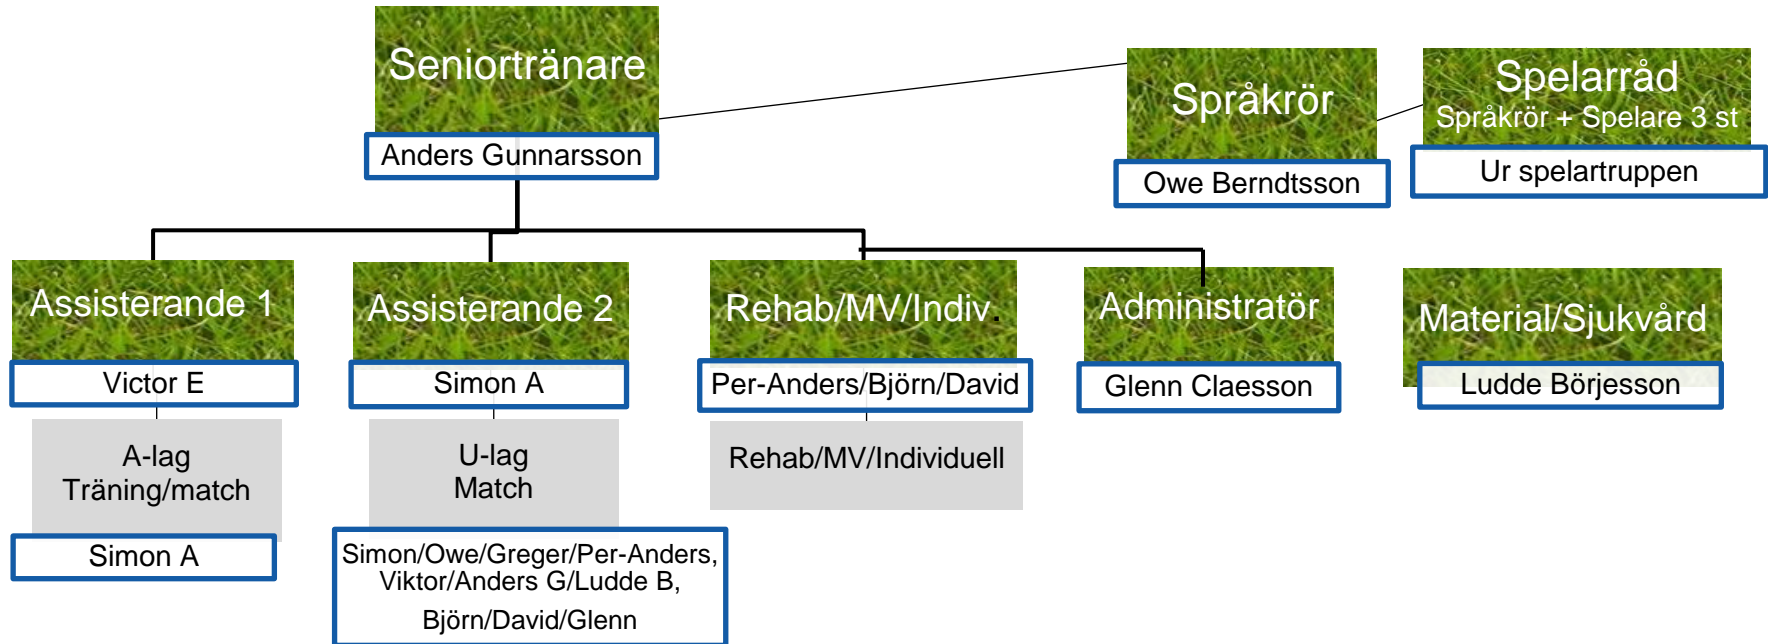 Seniortränare
Anders Gunnarsson
Språkrör
Owe Berndtsson
Spelarråd
Språkrör + Spelare 3 st
Ur spelartruppen
Assisterande 1
Victor E
A-lag
Träning/match
Simon A
Assisterande 2
Simon A
U-lag
Match
Simon/Owe/Greger/Per-Anders,
Viktor/Anders G/Ludde B,
Björn/David/Glenn
Rehab/MV/Indiv.
Per-Anders/Björn/David
Rehab/MV/Individuell
Administratör
Glenn Claesson
Material/Sjukvård
Ludde Börjesson